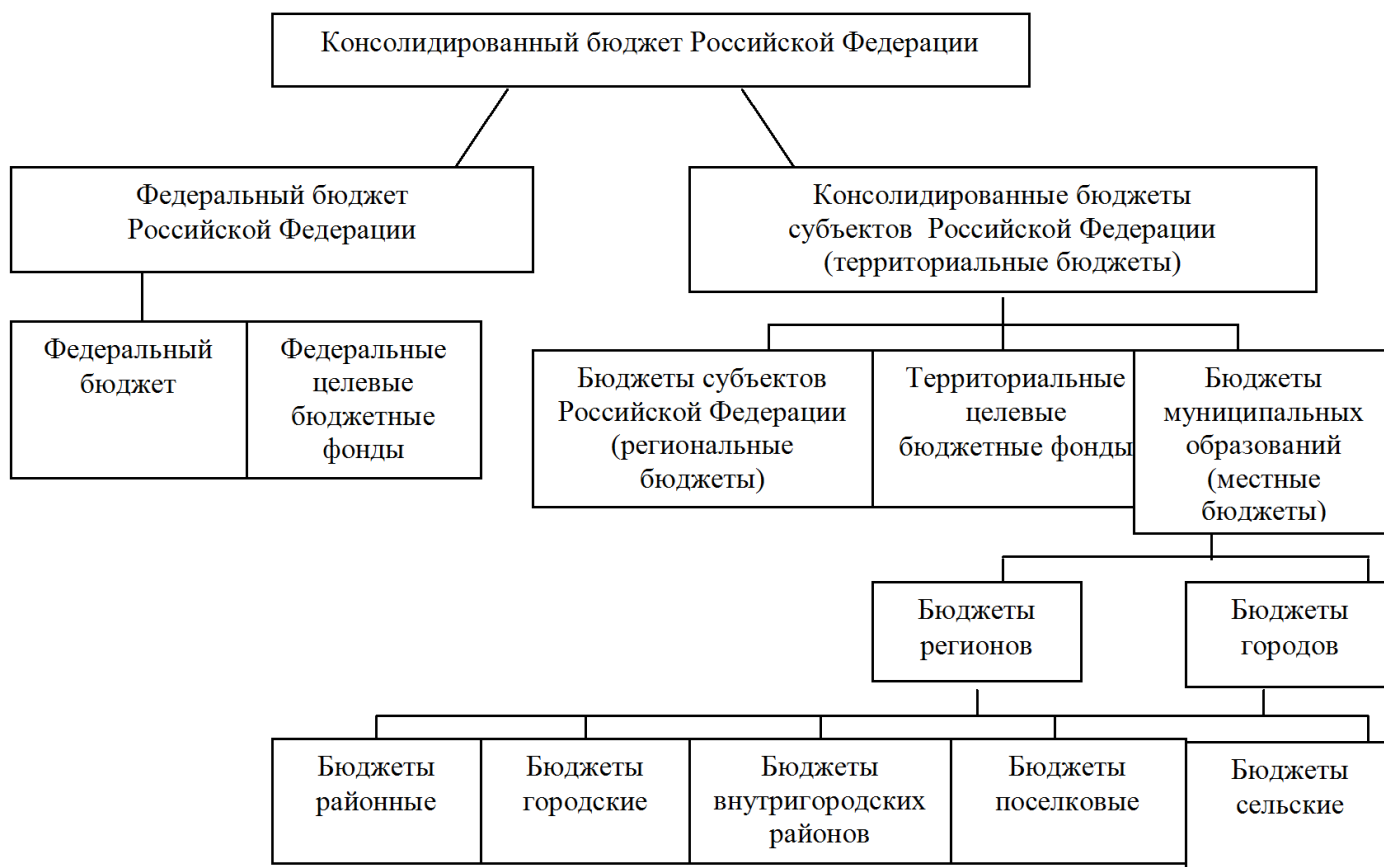 Консолидированный бюджет Российской Федерации
Федеральный бюджет
Российской Федерации
Консолидированные бюджеты
субъектов Российской Федерации
(территориальные бюджеты)
Федеральный
бюджет
Федеральные
целевые
бюджетные
фонды
Бюджеты субъектов
Российской Федерации
(региональные
бюджеты)
Территориальные
целевые
бюджетные фонды
Бюджеты
муниципальных
образований
(местные
бюджеты)
Бюджеты
регионов
Бюджеты
городов
Бюджеты
районные
Бюджеты
городские
Бюджеты
внутригородских
районов
Бюджеты
поселковые
Бюджеты
сельские